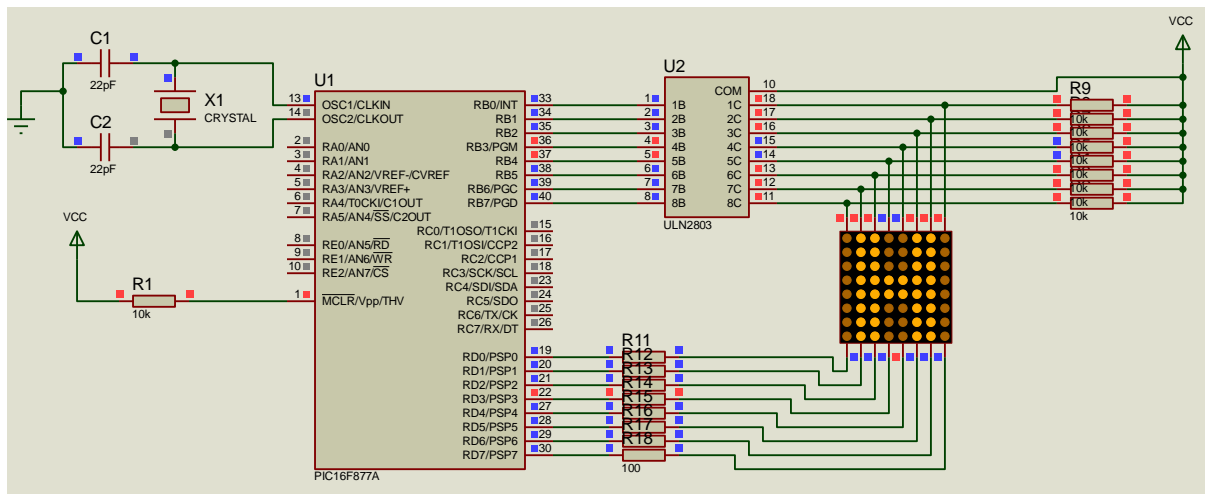 C1
22pF
C2
22pF
X1
CRYSTAL
VCC
R1
10k
U1
13 OSC1/CLKIN
14 OSC2/CLKOUT
2 RA0/AN0
3 RA1/AN1
4 RA2/AN2/VREF-/CVREF
5 RA3/AN3/VREF+
6 RA4/T0CKI/C1OUT
7 RA5/AN4/SS/C2OUT
8 RE0/AN5/RD
9 RE1/AN6/WR
10 RE2/AN7/CS
1 MCLR/Vpp/THV
RB0/INT 33
RB1 34
RB2 35
RB3/PGM 36
RB4 37
RB5 38
RB6/PGC 39
RB7/PGD 40
RC0/T1OSO/T1CKI 15
RC1/T1OSI/CCP2 16
RC2/CCP1 17
RC3/SCK/SCL 18
RC4/SDI/SDA 23
RC5/SDO 24
RC6/TX/CK 25
RC7/RX/DT 26
RD0/PSP0 19
RD1/PSP1 20
RD2/PSP2 21
RD3/PSP3 22
RD4/PSP4 27
RD5/PSP5 28
RD6/PSP6 29
RD7/PSP7 30
PIC16F877A
U2
COM 10
1 1B 1C 18
2 2B 2C 17
3 3B 3C 16
4 4B 4C 15
5 5B 5C 14
6 6B 6C 13
7 7B 7C 12
8 8B 8C 11
ULN2803
VCC
R9
10k
10k
10k
10k
10k
10k
10k
10k
R11
R12
R13
R14
R15
R16
R17
R18
100